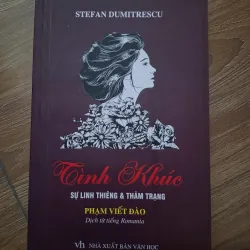 STEFAN DUMITRESCU
Tình Khúc
SỰ LINH THIÊNG & THẢM TRẠNG
PHẠM VIẾT ĐÀO
Dịch từ tiếng Romania
vh NHÀ XUẤT BẢN VĂN HỌC